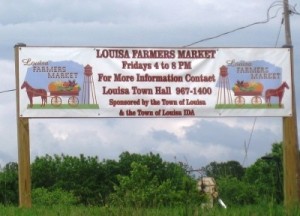 LOUISA FARMERS MARKET
Fridays 4 to 8 PM
For More Information Contact
Louisa Town Hall 967-1400
Sponsored by the Town of Louisa
& the Town of Louisa IDA
Louisa
FARMERS
MARKET
Louisa
FARMERS
MARKET